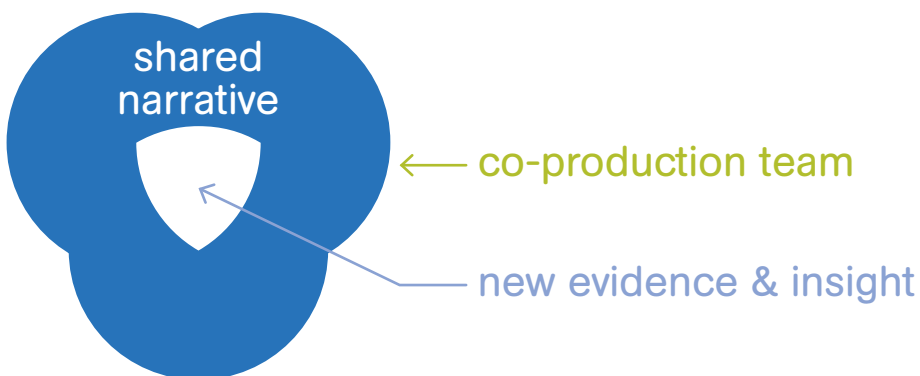 shared
narrative
co-production team
new evidence & insight